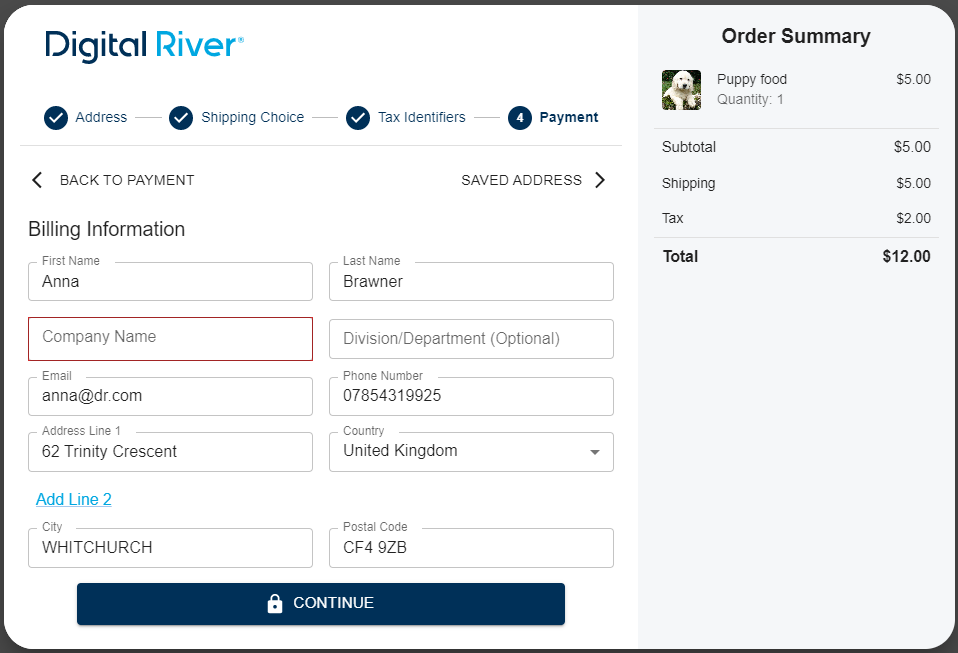 Digital River®
Address
Shipping Choice
Tax Identifiers
4 Payment
BACK TO PAYMENT
SAVED ADDRESS
Billing Information
First Name
Anna
Last Name
Brawner
Company Name
Division/Department (Optional)
Email
anna@dr.com
Phone Number
07854319925
Address Line 1
62 Trinity Crescent
Country
United Kingdom
Add Line 2
City
WHITCHURCH
Postal Code
CF4 9ZB
CONTINUE
Order Summary
Puppy food $5.00
Quantity: 1
Subtotal $5.00
Shipping $5.00
Tax $2.00
Total $12.00